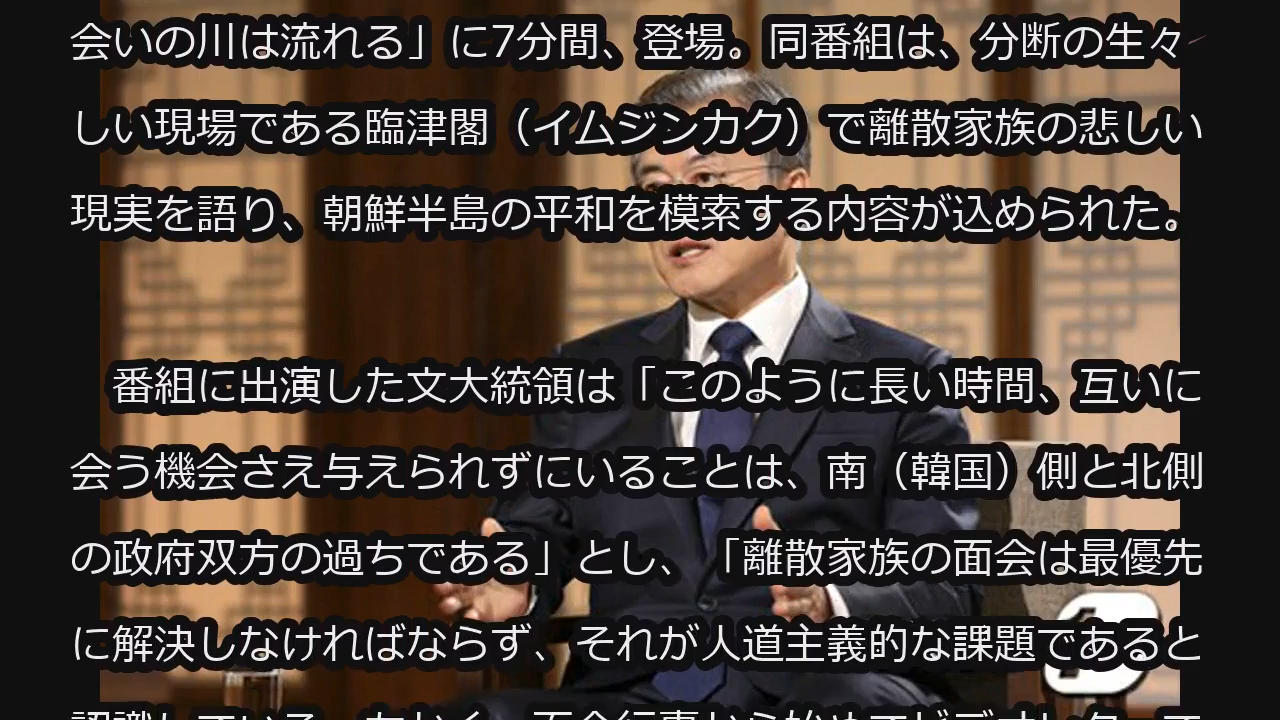 会いの川は流れる」に7分間、登場。同番組は、分断の生々
しい現場である臨津閣（イムジンカク）で離散家族の悲しい
現実を語り、朝鮮半島の平和を模索する内容が込められた。
番組に出演した文大統領は「このように長い時間、互いに
会う機会さえ与えられずにいることは、南（韓国）側と北側
の政府双方の過ちである」とし、「離散家族の面会は最優先
に解決しなければならず、それが人道主義的な課題であると